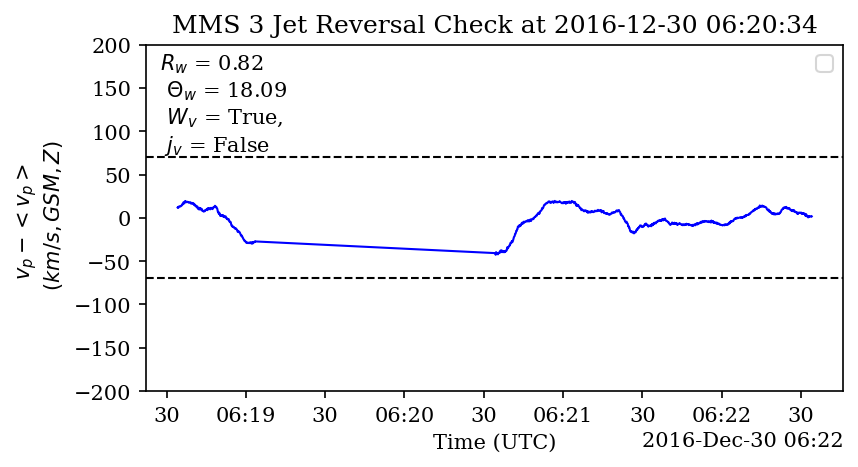 MMS 3 Jet Reversal Check at 2016-12-30 06:20:34
R_w = 0.82
Θ_w = 18.09
W_v = True,
j_v = False
v_p − < v_p >
(km/s, GSM, Z)
200
150
100
50
0
−50
−100
−150
−200
30 06:19 30 06:20 30 06:21 30 06:22 30
Time (UTC) 2016-Dec-30 06:22